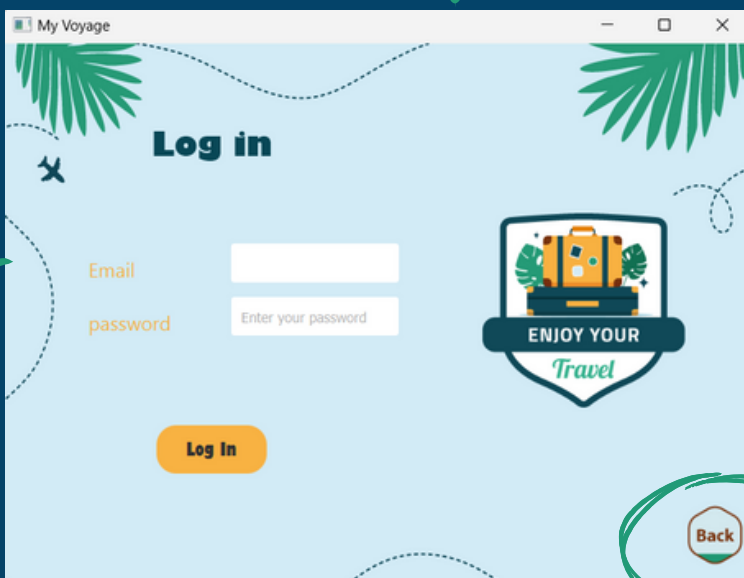 My Voyage
Log in
Email
password
Enter your password
ENJOY YOUR
Travel
Log In
Back